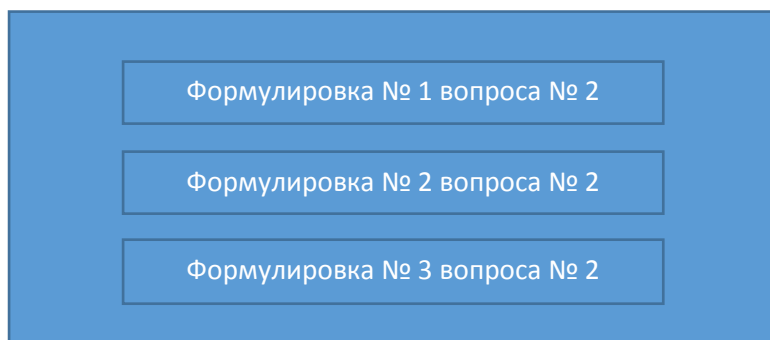 Формулировка № 1 вопроса № 2
Формулировка № 2 вопроса № 2
Формулировка № 3 вопроса № 2